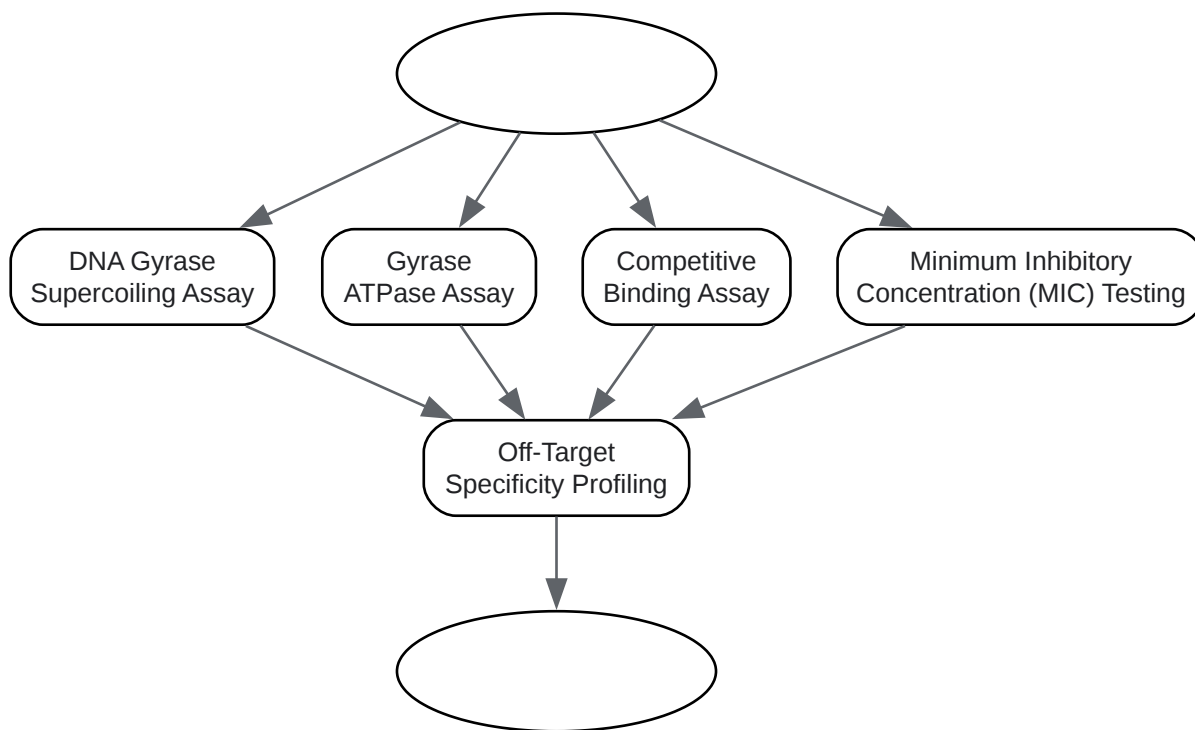 DNA Gyrase
Supercoiling Assay
Gyrase
ATPase Assay
Competitive
Binding Assay
Minimum Inhibitory
Concentration (MIC) Testing
Off-Target
Specificity Profiling